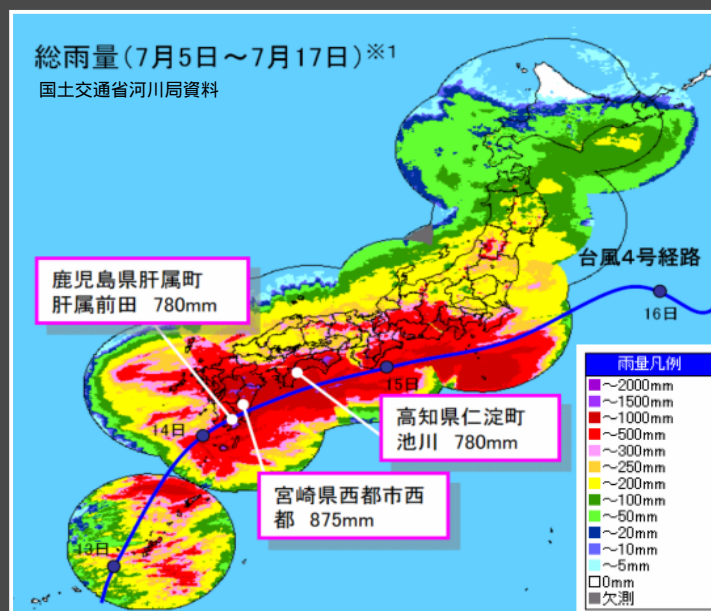 総雨量(7月5日～7月17日)※1
国土交通省河川局資料
鹿児島県肝属町
肝属前田 780mm
台風4号経路
16日
15日
14日
13日
高知県仁淀町
池川 780mm
宮崎県西都市西
都 875mm
雨量凡例
～2000mm
～1500mm
～1000mm
～500mm
～300mm
～250mm
～200mm
～100mm
～50mm
～20mm
～10mm
～5mm
0mm
欠測